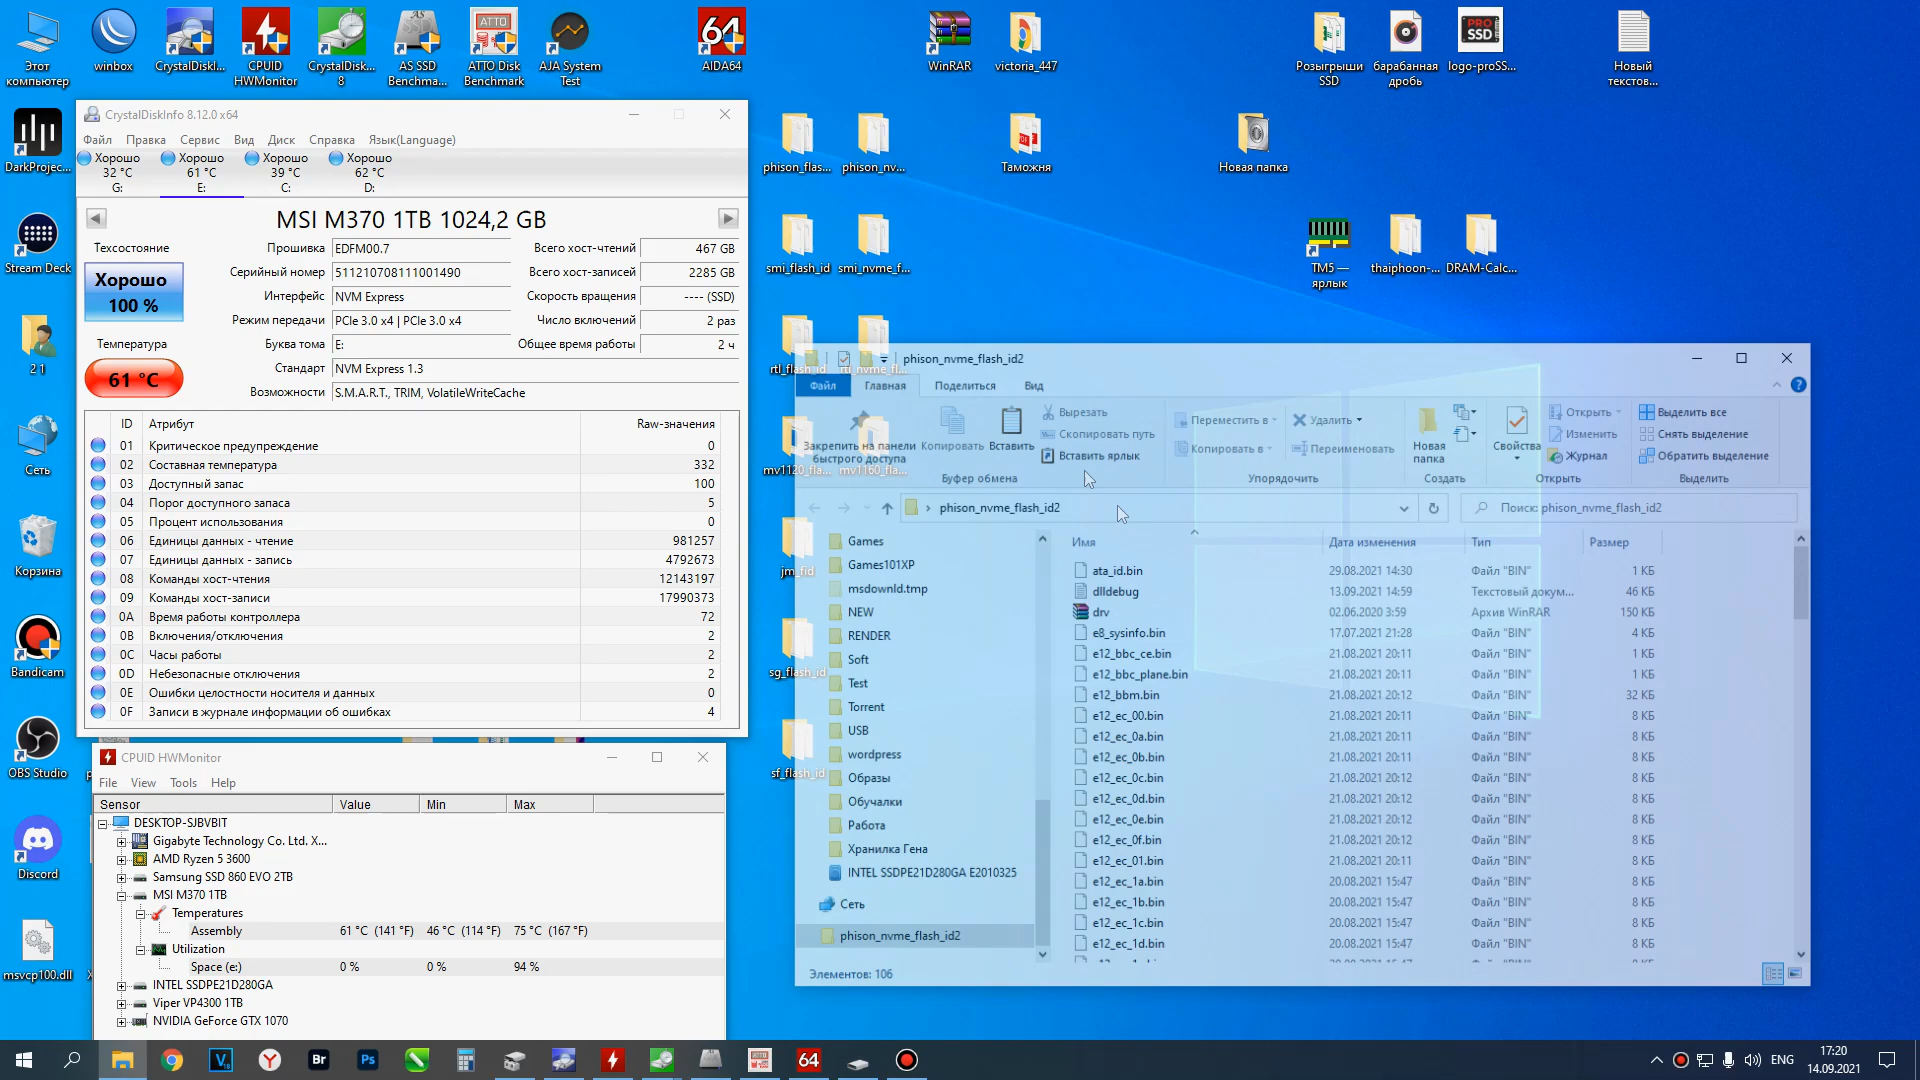 Этот компьютер
winbox
CrystalDiskI...
CPUID HWMonitor
CrystalDisk... 8
AS SSD Benchma...
ATTO Disk Benchmark
AJA System Test
AIDA64
WinRAR
victoria_447
Розыгрыши SSD
барабанная дробь
logo-proSS...
Новый текстов...
DarkProjec...
Stream Deck
2 1
Сеть
Корзина
Bandicam
OBS Studio
Discord
msvcp100.dll
phison_flas...
phison_nv...
Таможня
Новая папка
smi_flash_id
smi_nvme_f...
TM5 — ярлык
thaiphoon-...
DRAM-Calc...
rtl_flash_id
rtl_nvme_fl...
mv1120_fla...
mv1160_fla...
jm_fid
sg_flash_id
sf_flash_id
CrystalDiskInfo 8.12.0 x64
Файл Правка Сервис Вид Диск Справка Язык(Language)
Хорошо Хорошо Хорошо Хорошо
32 °C 61 °C 39 °C 62 °C
G: E: C: D:
MSI M370 1TB 1024,2 GB
Техсостояние
Хорошо
100 %
Температура
61 °C
Прошивка EDFM00.7 Всего хост-чтений 467 GB
Серийный номер 511210708111001490 Всего хост-записей 2285 GB
Интерфейс NVM Express Скорость вращения ---- (SSD)
Режим передачи PCIe 3.0 x4 | PCIe 3.0 x4 Число включений 2 раз
Буква тома E: Общее время работы 2 ч
Стандарт NVM Express 1.3
Возможности S.M.A.R.T., TRIM, VolatileWriteCache
ID Атрибут Raw-значения
01 Критическое предупреждение 0
02 Составная температура 332
03 Доступный запас 100
04 Порог доступного запаса 5
05 Процент использования 0
06 Единицы данных - чтение 981257
07 Единицы данных - запись 4792673
08 Команды хост-чтения 12143197
09 Команды хост-записи 17990373
0A Время работы контроллера 72
0B Включения/отключения 2
0C Часы работы 2
0D Небезопасные отключения 2
0E Ошибки целостности носителя и данных 0
0F Записи в журнале информации об ошибках 4
CPUID HWMonitor
File View Tools Help
Sensor Value Min Max
DESKTOP-SJBVBIT
Gigabyte Technology Co. Ltd. X...
AMD Ryzen 5 3600
Samsung SSD 860 EVO 2TB
MSI M370 1TB
Temperatures
Assembly 61 °C (141 °F) 46 °C (114 °F) 75 °C (167 °F)
Utilization
Space (e:) 0 % 0 % 94 %
INTEL SSDPE21D280GA
Viper VP4300 1TB
NVIDIA GeForce GTX 1070
phison_nvme_flash_id2
Файл Главная Поделиться Вид
Закрепить на панели быстрого доступа
Копировать
Вставить
Вырезать
Скопировать путь
Вставить ярлык
Буфер обмена
Переместить в
Копировать в
Удалить
Переименовать
Упорядочить
Новая папка
Создать
Свойства
Открыть
Изменить
Журнал
Открыть
Выделить все
Снять выделение
Обратить выделение
Выделить
phison_nvme_flash_id2
Поиск: phison_nvme_flash_id2
Games
Games101XP
msdownld.tmp
NEW
RENDER
Soft
Test
Torrent
USB
wordpress
Образы
Обучалки
Работа
Хранилка Гена
INTEL SSDPE21D280GA E2010325
Сеть
phison_nvme_flash_id2
Имя Дата изменения Тип Размер
ata_id.bin 29.08.2021 14:30 Файл "BIN" 1 КБ
dlldebug 13.09.2021 14:59 Текстовый докум... 46 КБ
drv 02.06.2020 3:59 Архив WinRAR 150 КБ
e8_sysinfo.bin 17.07.2021 21:28 Файл "BIN" 4 КБ
e12_bbc_ce.bin 21.08.2021 20:11 Файл "BIN" 1 КБ
e12_bbc_plane.bin 21.08.2021 20:11 Файл "BIN" 1 КБ
e12_bbm.bin 21.08.2021 20:12 Файл "BIN" 32 КБ
e12_ec_00.bin 21.08.2021 20:11 Файл "BIN" 8 КБ
e12_ec_0a.bin 21.08.2021 20:11 Файл "BIN" 8 КБ
e12_ec_0b.bin 21.08.2021 20:11 Файл "BIN" 8 КБ
e12_ec_0c.bin 21.08.2021 20:12 Файл "BIN" 8 КБ
e12_ec_0d.bin 21.08.2021 20:12 Файл "BIN" 8 КБ
e12_ec_0e.bin 21.08.2021 20:12 Файл "BIN" 8 КБ
e12_ec_0f.bin 21.08.2021 20:12 Файл "BIN" 8 КБ
e12_ec_01.bin 21.08.2021 20:11 Файл "BIN" 8 КБ
e12_ec_1a.bin 20.08.2021 15:47 Файл "BIN" 8 КБ
e12_ec_1b.bin 20.08.2021 15:47 Файл "BIN" 8 КБ
e12_ec_1c.bin 20.08.2021 15:47 Файл "BIN" 8 КБ
e12_ec_1d.bin 20.08.2021 15:47 Файл "BIN" 8 КБ
Элементов: 106
ENG
17:20
14.09.2021